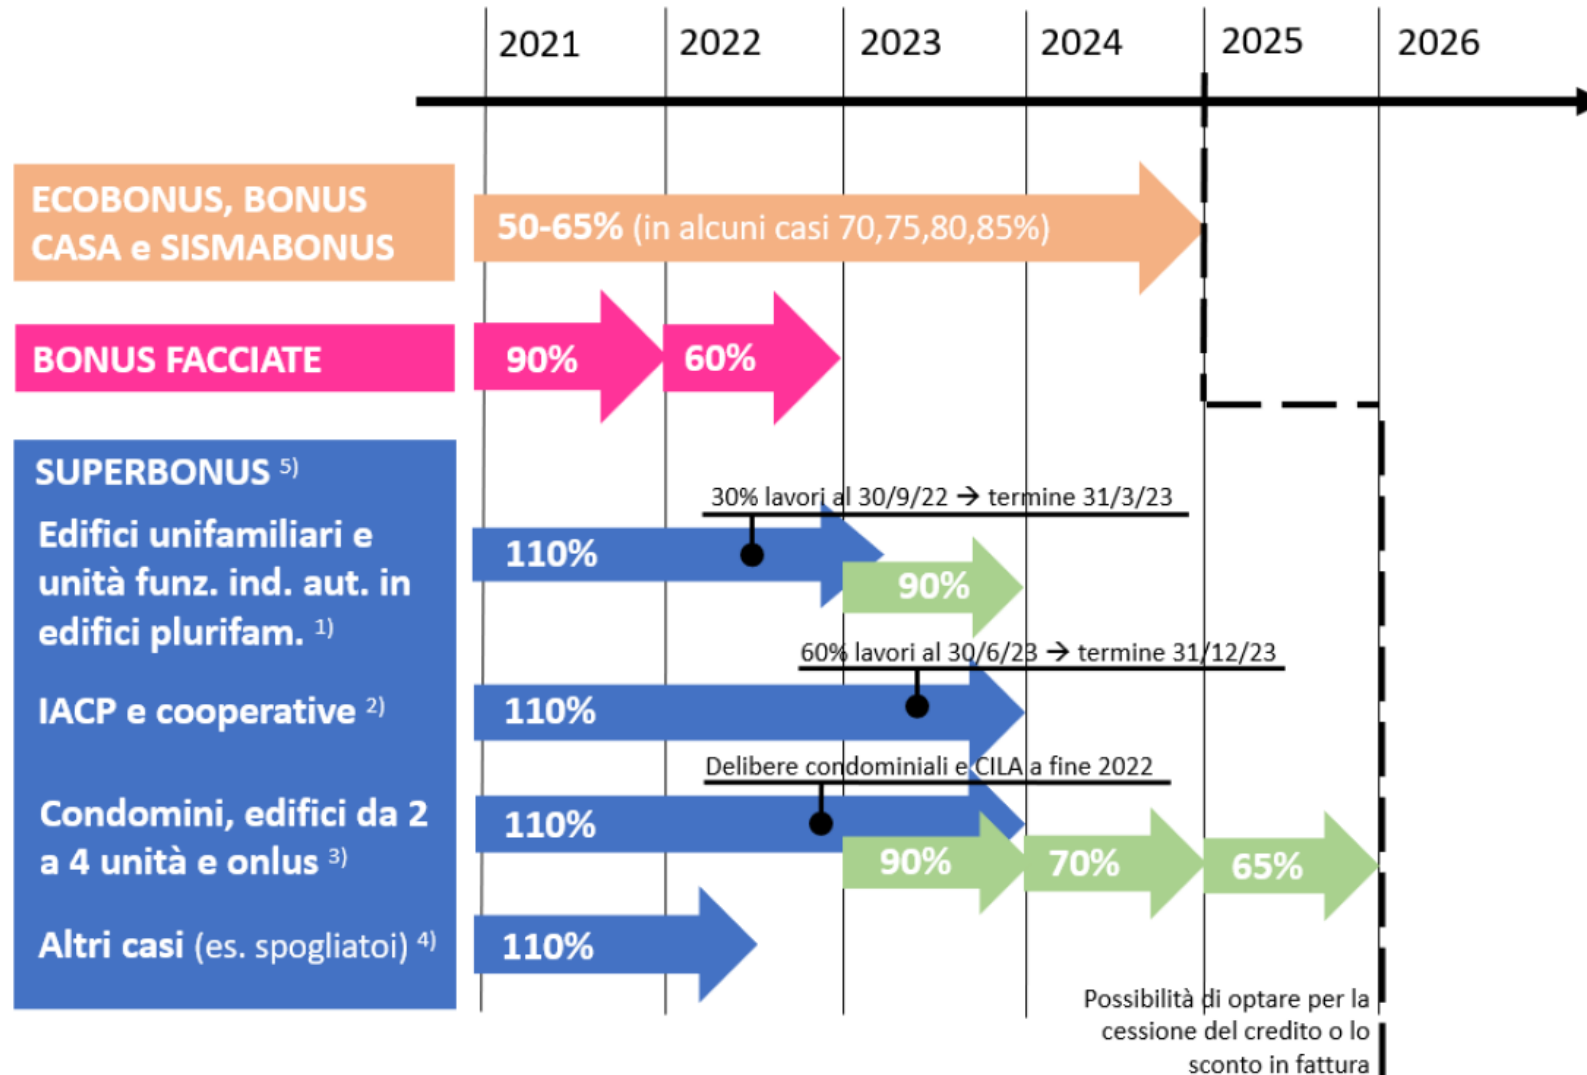 2021 2022 2023 2024 2025 2026
ECOBONUS, BONUS
CASA e SISMABONUS
50-65% (in alcuni casi 70,75,80,85%)
BONUS FACCIATE
90% 60%
SUPERBONUS 5)
30% lavori al 30/9/22 → termine 31/3/23
Edifici unifamiliari e
unità funz. ind. aut. in
edifici plurifam. 1)
110%
90%
60% lavori al 30/6/23 → termine 31/12/23
IACP e cooperative 2)
110%
Delibere condominiali e CILA a fine 2022
Condomini, edifici da 2
a 4 unità e onlus 3)
110%
90% 70% 65%
Altri casi (es. spogliatoi) 4)
110%
Possibilità di optare per la
cessione del credito o lo
sconto in fattura